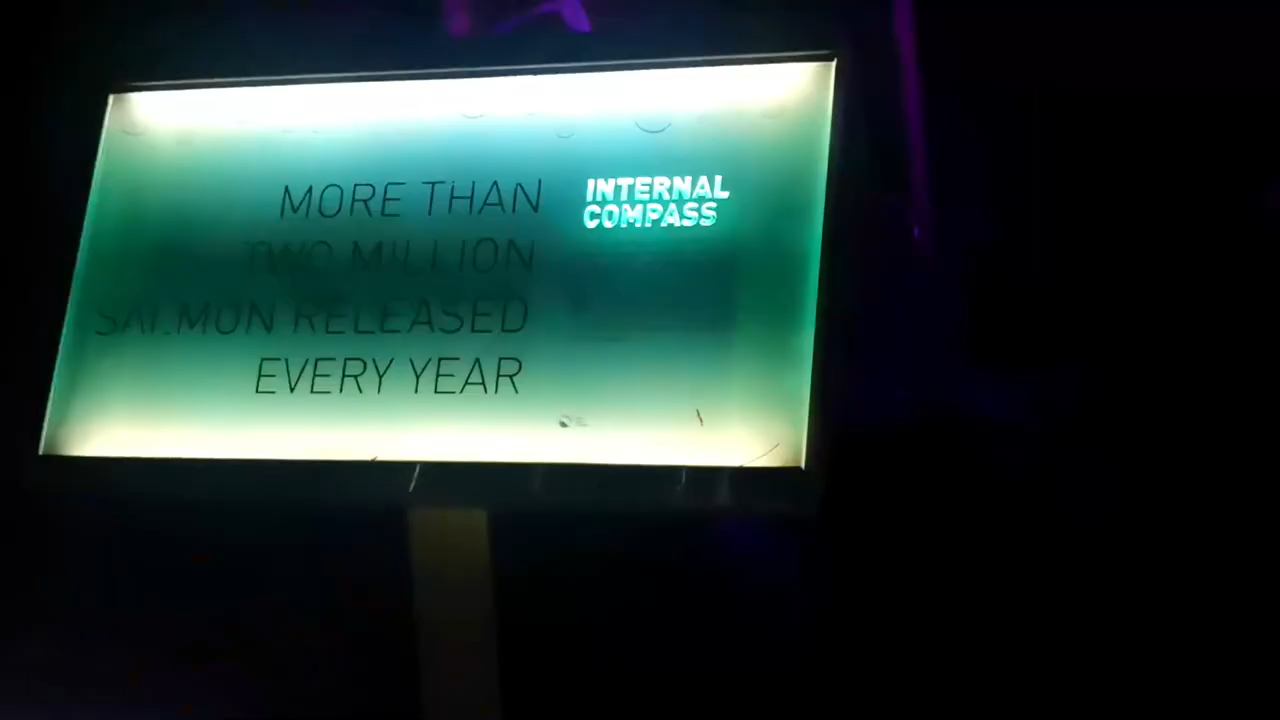 MORE THAN
TWO MILLION
SALMON RELEASED
EVERY YEAR
INTERNAL
COMPASS